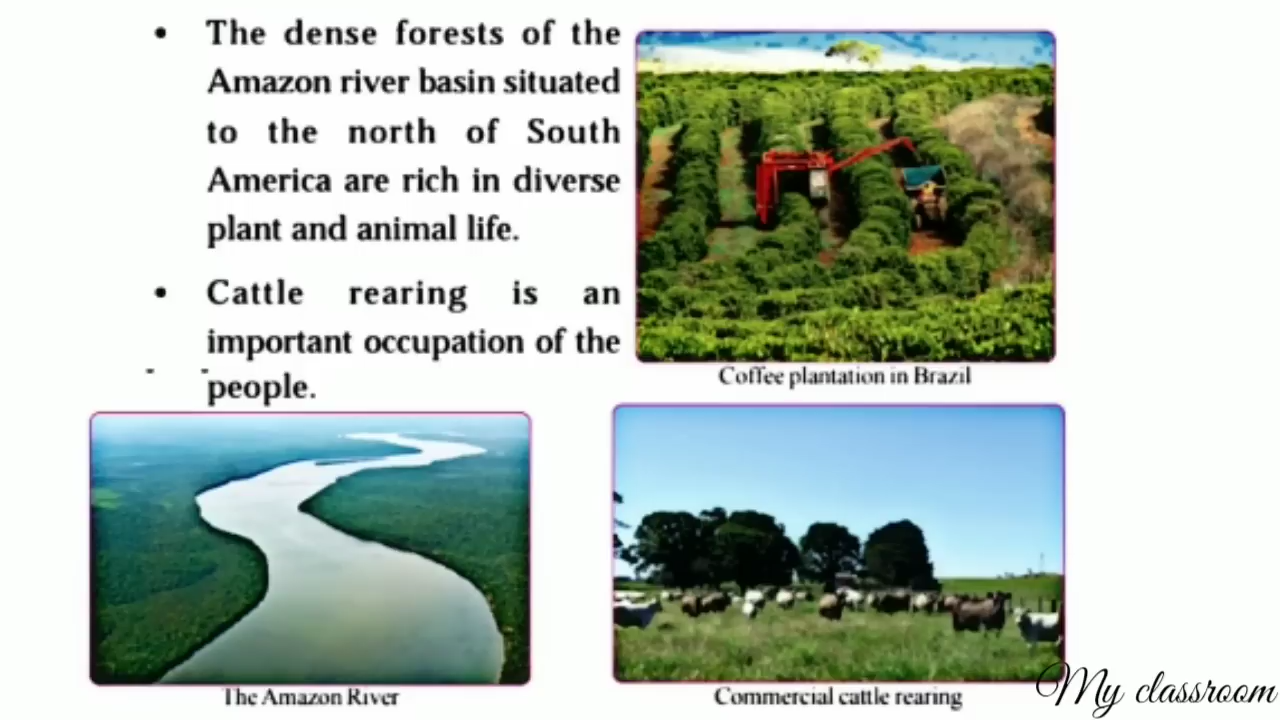 • The dense forests of the
Amazon river basin situated
to the north of South
America are rich in diverse
plant and animal life.
• Cattle rearing is an
important occupation of the
people.
Coffee plantation in Brazil
The Amazon River
Commercial cattle rearing
My classroom